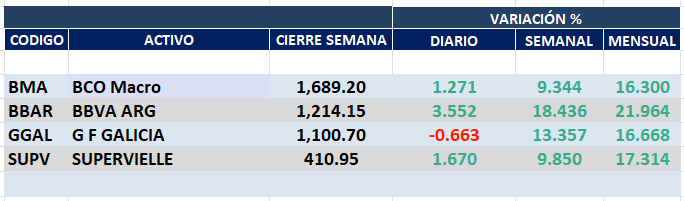 VARIACIÓN %
CODIGO ACTIVO CIERRE SEMANA DIARIO SEMANAL MENSUAL
BMA BCO Macro 1,689.20 1.271 9.344 16.300
BBAR BBVA ARG 1,214.15 3.552 18.436 21.964
GGAL G F GALICIA 1,100.70 -0.663 13.357 16.668
SUPV SUPERVIELLE 410.95 1.670 9.850 17.314